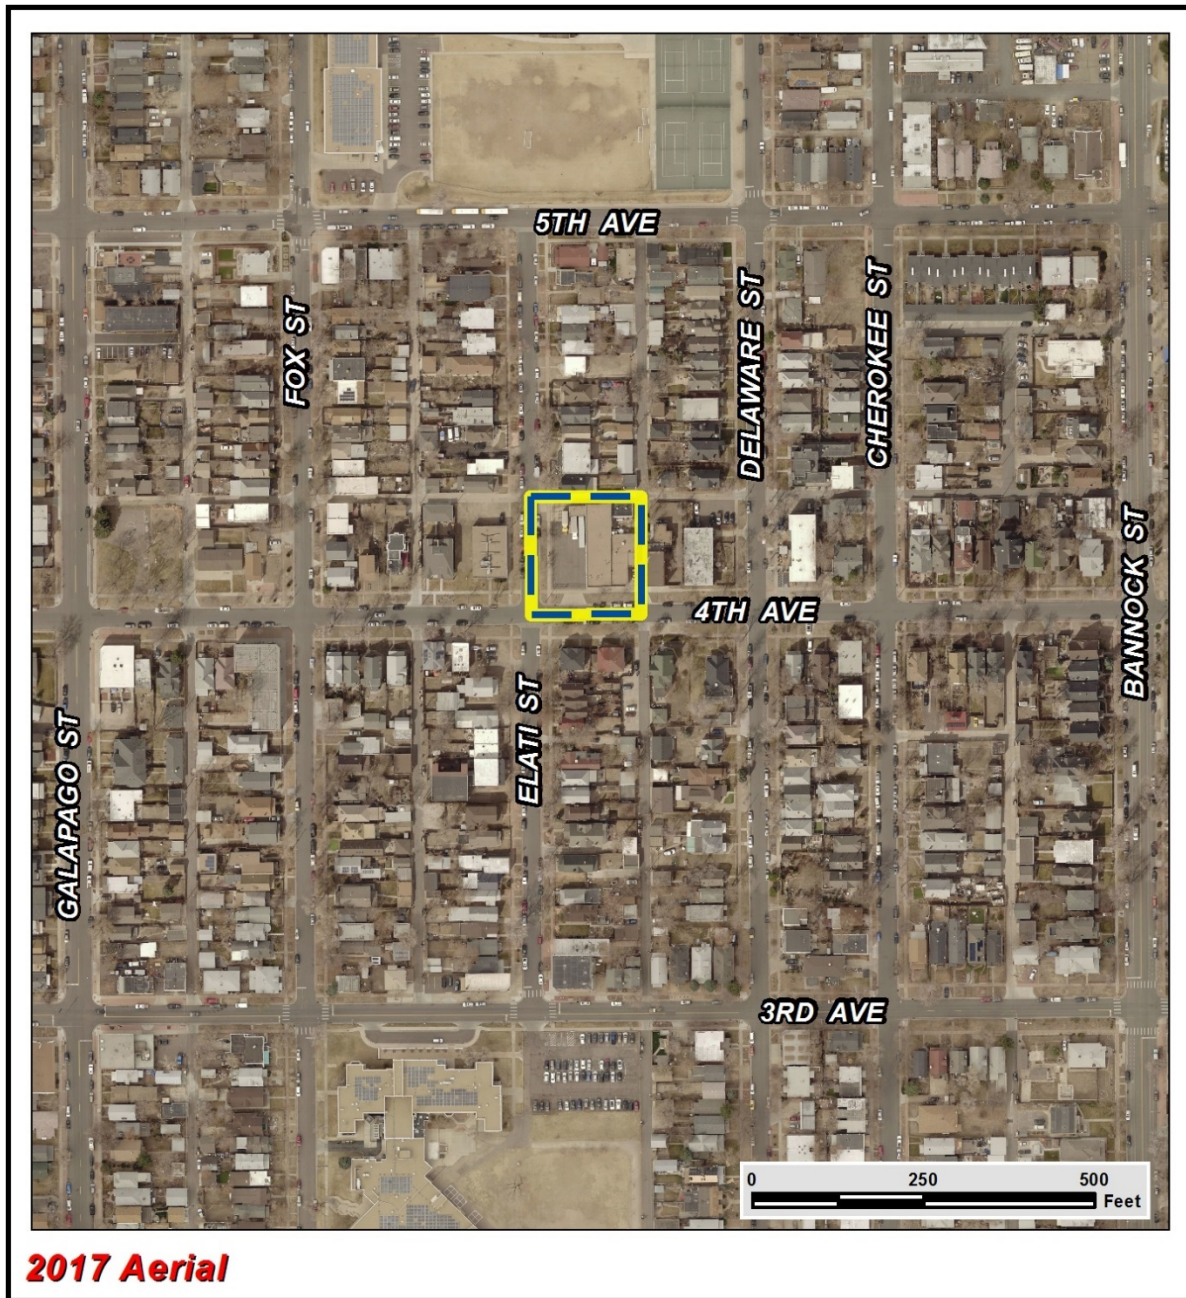 5TH AVE
FOX ST
DELAWARE ST
CHEROKEE ST
4TH AVE
BANNOCK ST
ELATI ST
GALAPAGO ST
3RD AVE
0 250 500
Feet
2017 Aerial